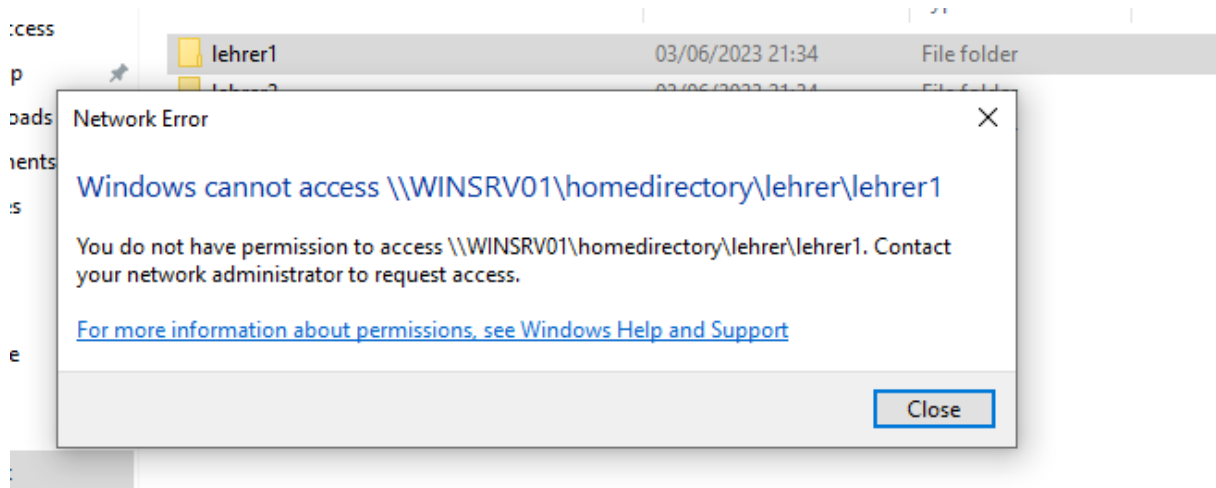 ccess
lehrer1 03/06/2023 21:34 File folder
p
oads
Network Error
ments
Windows cannot access \\WINSRV01\homedirectory\lehrer\lehrer1
s
You do not have permission to access \\WINSRV01\homedirectory\lehrer\lehrer1. Contact
your network administrator to request access.
For more information about permissions, see Windows Help and Support
e
Close